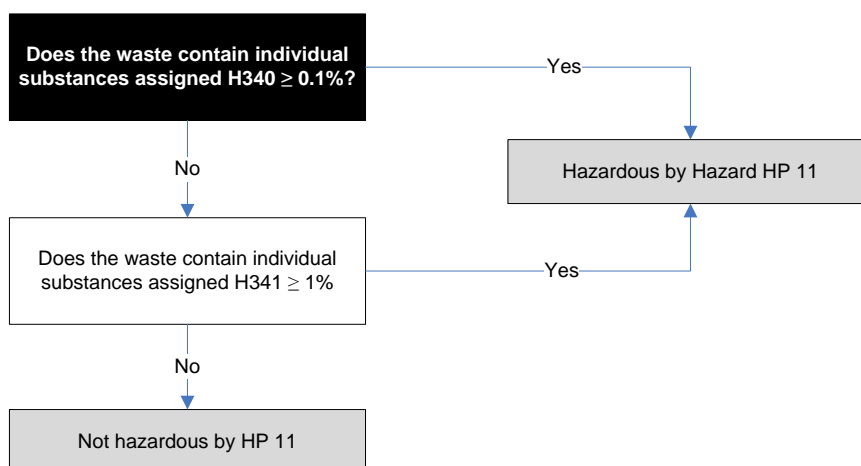 Does the waste contain individual
substances assigned H340 ≥ 0.1%?
Yes
No
Hazardous by Hazard HP 11
Does the waste contain individual
substances assigned H341 ≥ 1%
Yes
No
Not hazardous by HP 11